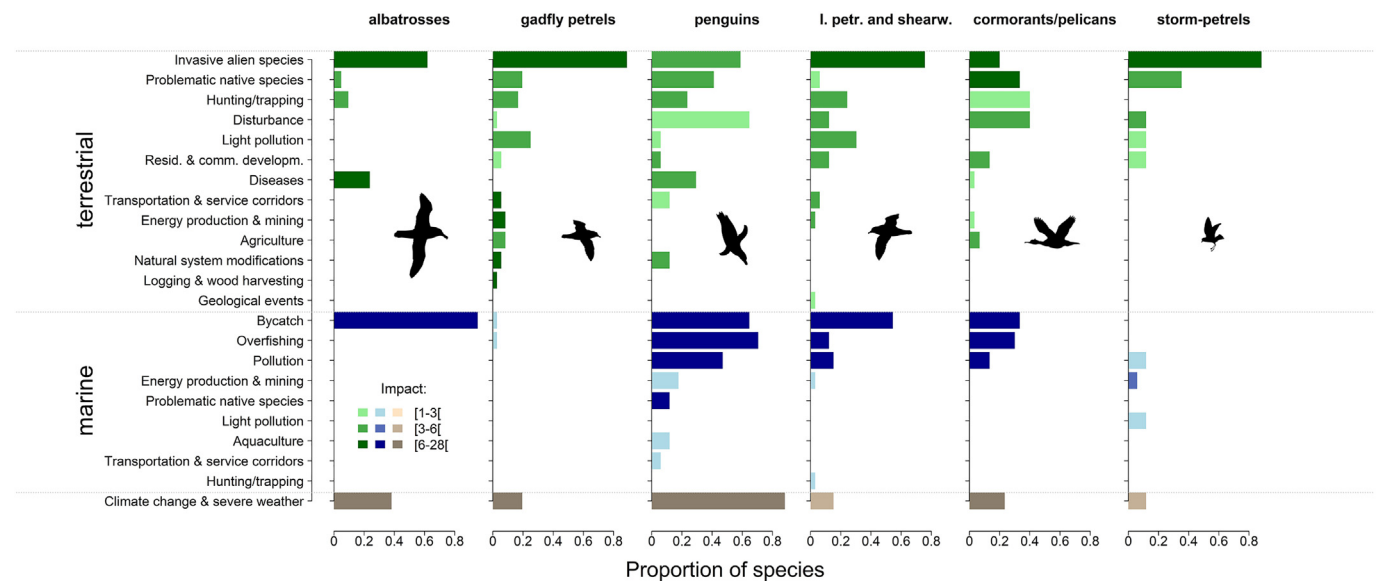 albatrosses gadfly petrels penguins l. petr. and shearw. cormorants/pelicans storm-petrels
terrestrial
Invasive alien species
Problematic native species
Hunting/trapping
Disturbance
Light pollution
Resid. & comm. developm.
Diseases
Transportation & service corridors
Energy production & mining
Agriculture
Natural system modifications
Logging & wood harvesting
Geological events
marine
Bycatch
Overfishing
Pollution
Energy production & mining
Problematic native species
Light pollution
Aquaculture
Transportation & service corridors
Hunting/trapping
Climate change & severe weather
Impact:
[1-3[
[3-6[
[6-28[
0 0.2 0.4 0.6 0.8 0 0.2 0.4 0.6 0.8 0 0.2 0.4 0.6 0.8 0 0.2 0.4 0.6 0.8 0 0.2 0.4 0.6 0.8 0 0.2 0.4 0.6 0.8
Proportion of species